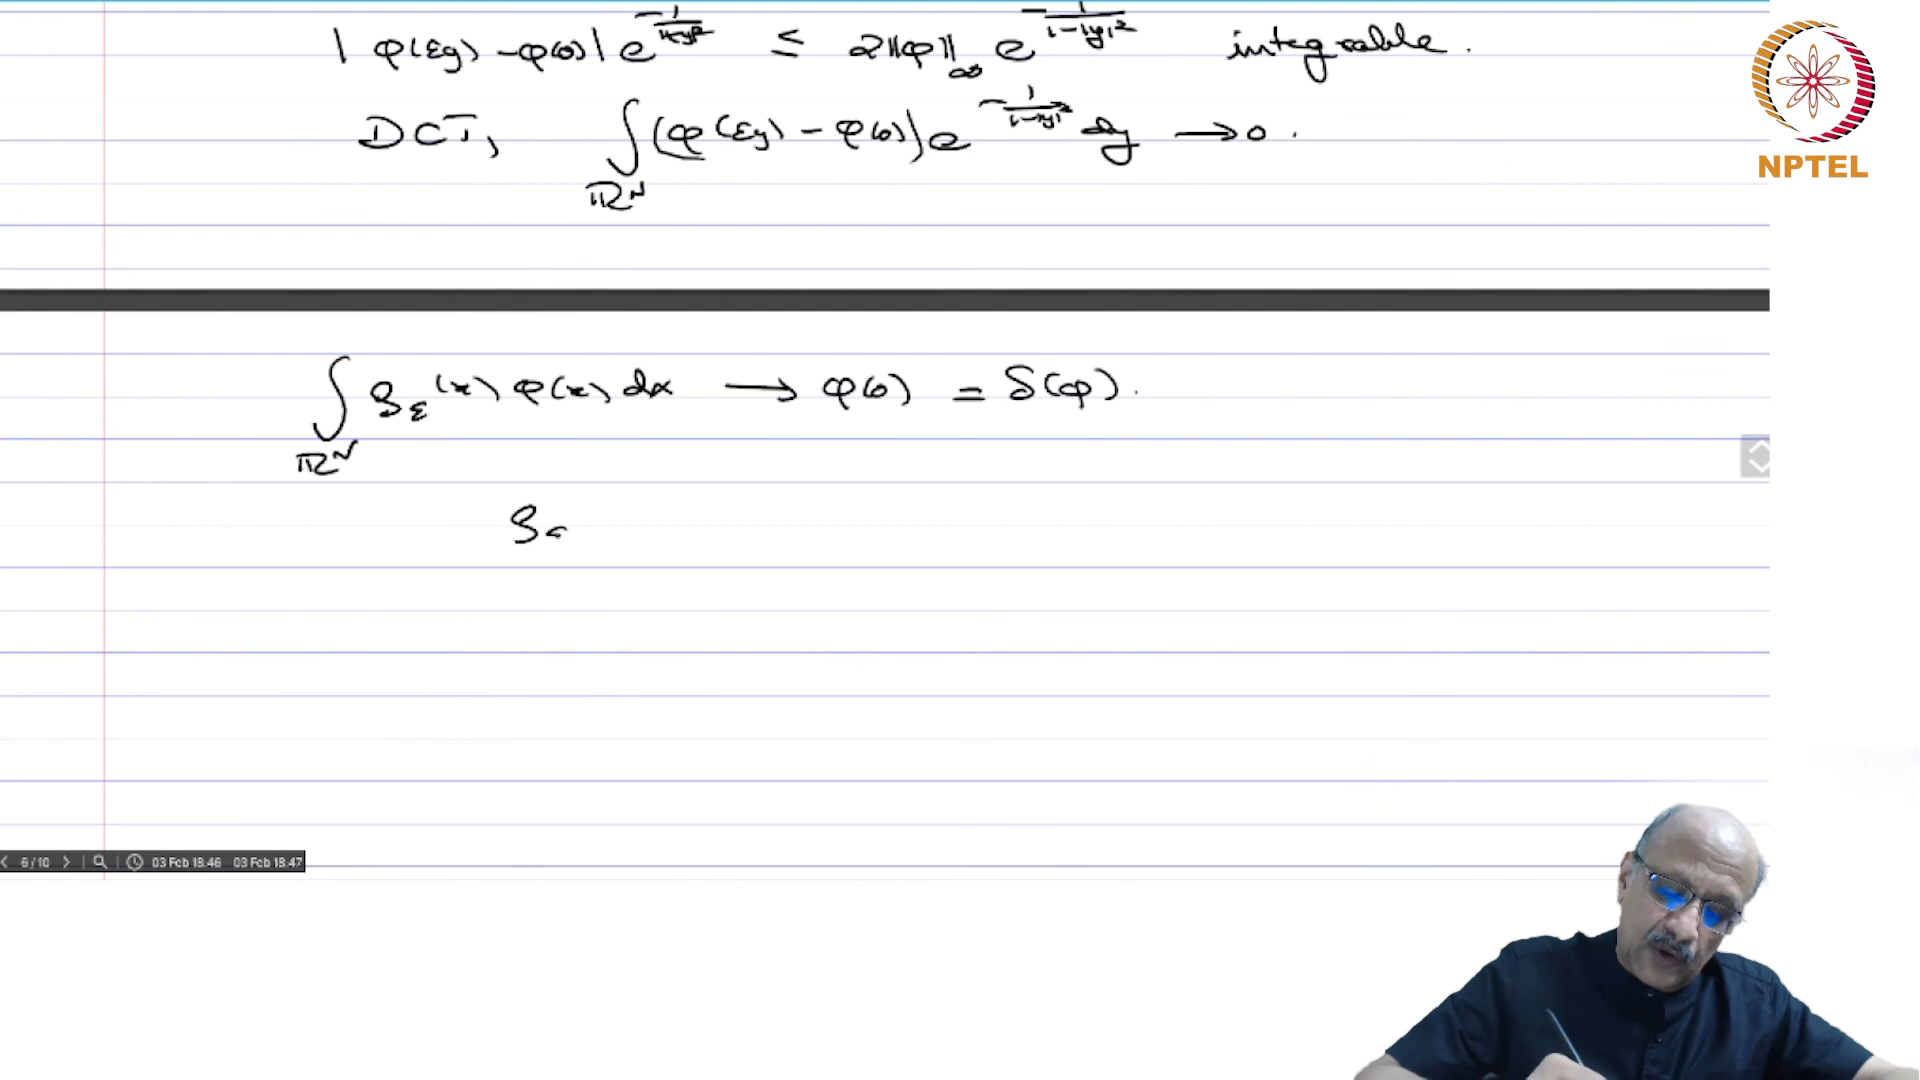 | φ(εy) - φ(0)| e^{-1/(1-|y|²)} ≤ 2||φ||_∞ e^{-1/(1-|y|²)} integrable.
DCT, ∫_{ℝ^N} (φ(εy) - φ(0)) e^{-1/(1-|y|²)} dy → 0.
NPTEL
∫_{ℝ^N} ρ_ε(x) φ(x) dx → φ(0) = δ(φ).
ρ_ε
6/10 03 Feb 18:46 03 Feb 18:47